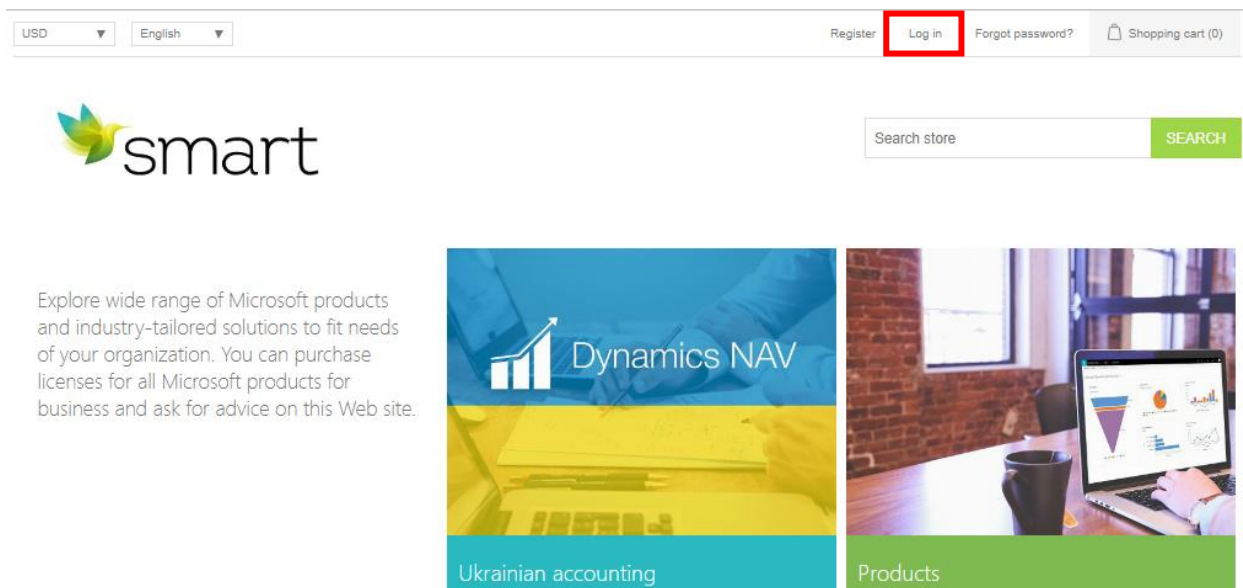 USD ▼ English ▼ Register Log in Forgot password? Shopping cart (0)
smart
Search store SEARCH
Explore wide range of Microsoft products
and industry-tailored solutions to fit needs
of your organization. You can purchase
licenses for all Microsoft products for
business and ask for advice on this Web site.
Dynamics NAV
Ukrainian accounting
Products